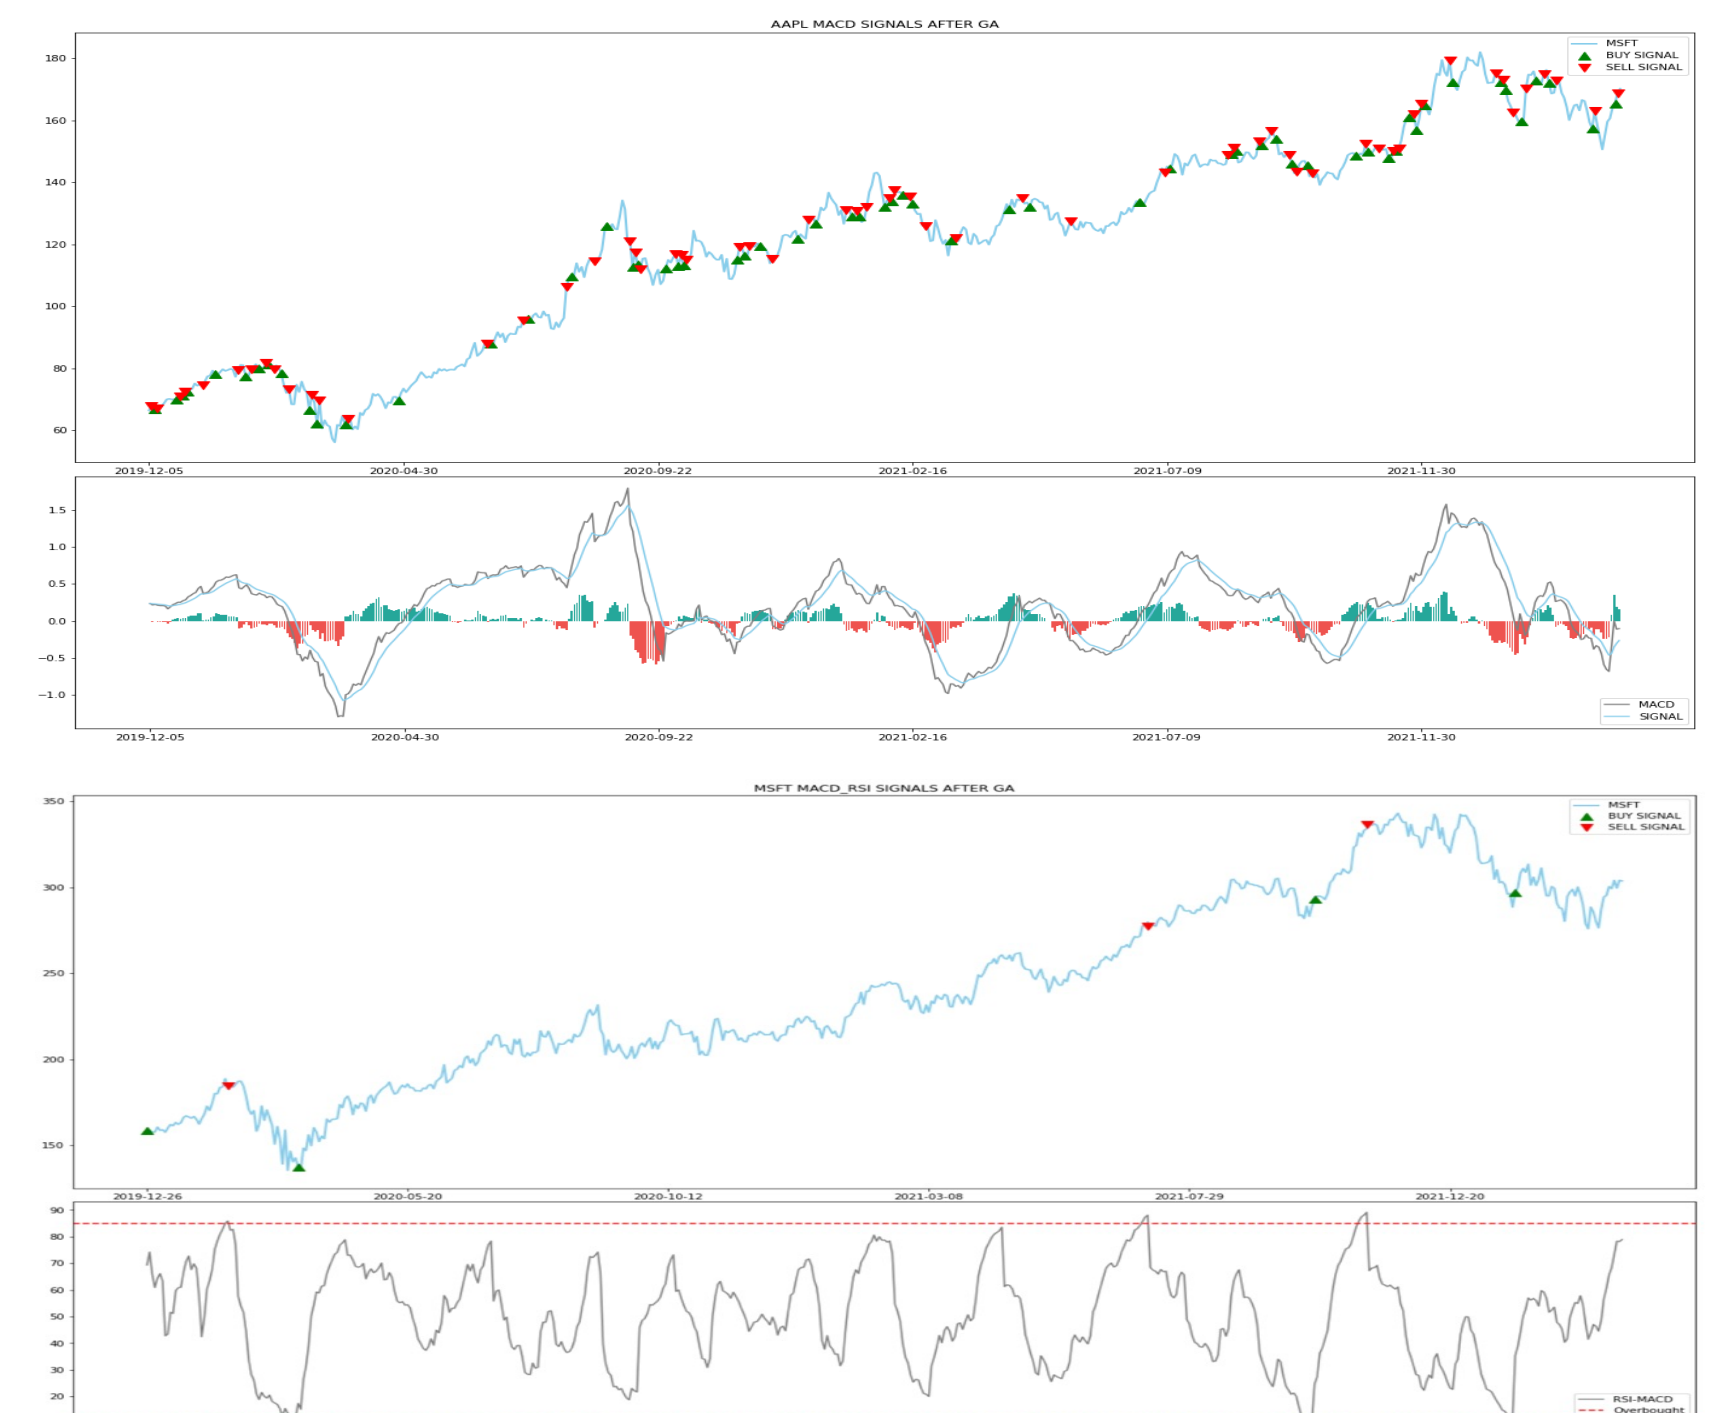 AAPL MACD SIGNALS AFTER GA
MSFT
BUY SIGNAL
SELL SIGNAL
180
160
140
120
100
80
60
2019-12-05 2020-04-30 2020-09-22 2021-02-16 2021-07-09 2021-11-30
1.5
1.0
0.5
0.0
−0.5
−1.0
MACD
SIGNAL
2019-12-05 2020-04-30 2020-09-22 2021-02-16 2021-07-09 2021-11-30
MSFT MACD_RSI SIGNALS AFTER GA
MSFT
BUY SIGNAL
SELL SIGNAL
350
300
250
200
150
2019-12-26 2020-05-20 2020-10-12 2021-03-08 2021-07-29 2021-12-20
90
80
70
60
50
40
30
20
RSI-MACD
Overbought